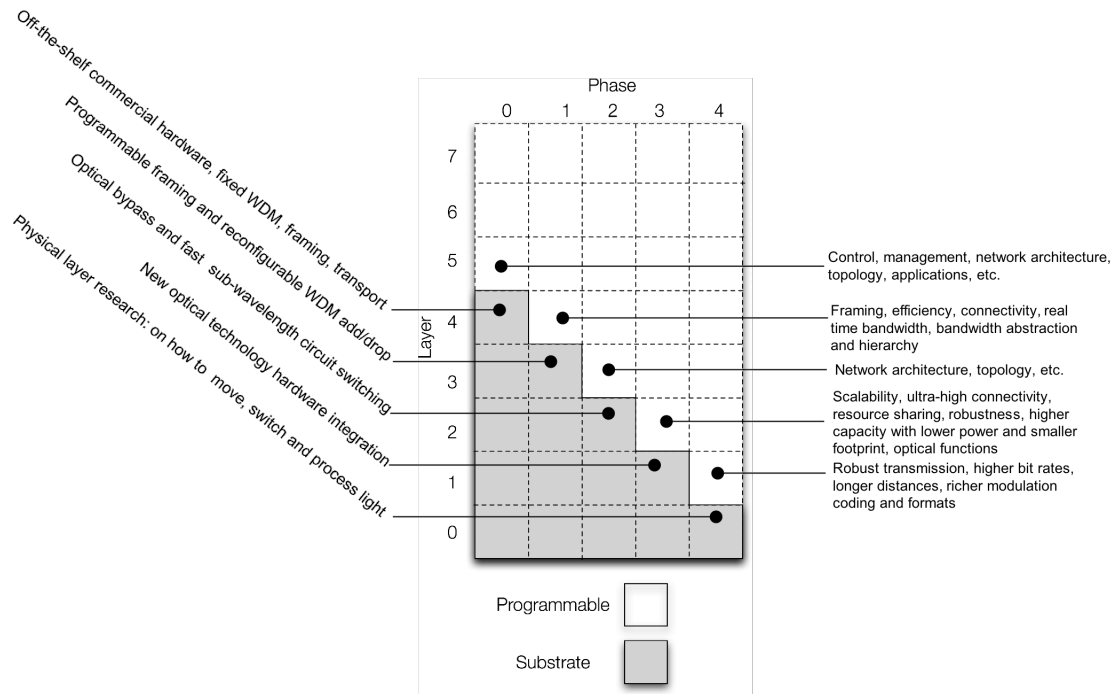 Off-the-shelf commercial hardware, fixed WDM, framing, transport
Programmable framing and reconfigurable WDM add/drop
Optical bypass and fast sub-wavelength circuit switching
New optical technology hardware integration
Physical layer research: on how to move, switch and process light
Phase
0 1 2 3 4
Layer
7
6
5
4
3
2
1
0
Control, management, network architecture,
topology, applications, etc.
Framing, efficiency, connectivity, real
time bandwidth, bandwidth abstraction
and hierarchy
Network architecture, topology, etc.
Scalability, ultra-high connectivity,
resource sharing, robustness, higher
capacity with lower power and smaller
footprint, optical functions
Robust transmission, higher bit rates,
longer distances, richer modulation
coding and formats
Programmable
Substrate